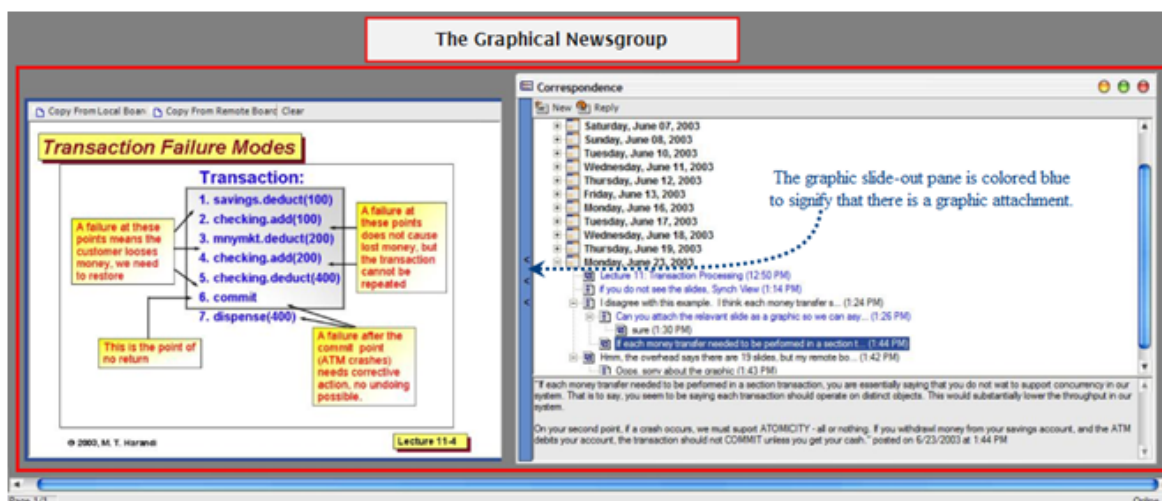 The Graphical Newsgroup
Copy From Local Boar
Copy From Remote Board
Clear
Transaction Failure Modes
Transaction:
1. savings.deduct(100)
2. checking.add(100)
3. mnymkt.deduct(200)
4. checking.add(200)
5. checking.deduct(400)
6. commit
7. dispense(400)
A failure at these
points means the
customer looses
money, we need
to restore
A failure at
these points
does not cause
lost money, but
the transaction
cannot be
repeated
This is the point of
no return
A failure after the
commit point
(ATM crashes)
needs corrective
action, no undoing
possible.
© 2003, M. T. Harandi
Lecture 11-4
Correspondence
New Reply
Saturday, June 07, 2003
Sunday, June 08, 2003
Tuesday, June 10, 2003
Wednesday, June 11, 2003
Thursday, June 12, 2003
Friday, June 13, 2003
Monday, June 16, 2003
Tuesday, June 17, 2003
Wednesday, June 18, 2003
Thursday, June 19, 2003
Monday, June 23, 2003
Lecture 11: Transaction Processing (12:50 PM)
if you do not see the slides, Synch View (1:14 PM)
I disagree with this example. I think each money transfer s... (1:24 PM)
Can you attach the relavant slide as a graphic so we can asy... (1:26 PM)
sure (1:30 PM)
If each money transfer needed to be performed in a section t... (1:44 PM)
Hmm, the overhead says there are 19 slides, but my remote bo... (1:42 PM)
Oops, sorry about the graphic (1:43 PM)
The graphic slide-out pane is colored blue
to signify that there is a graphic attachment.
"If each money transfer needed to be performed in a section transaction, you are essentially saying that you do not wat to support concurrency in our
system. That is to say, you seem to be saying each transaction should operate on distinct objects. This would substantially lower the throughput in our
system.
On your second point, if a crash occurs, we must suport ATOMICITY - all or nothing. If you withdrawl money from your savings account, and the ATM
debits your account, the transaction should not COMMIT unless you get your cash." posted on 6/23/2003 at 1:44 PM
Page 1/1
Online